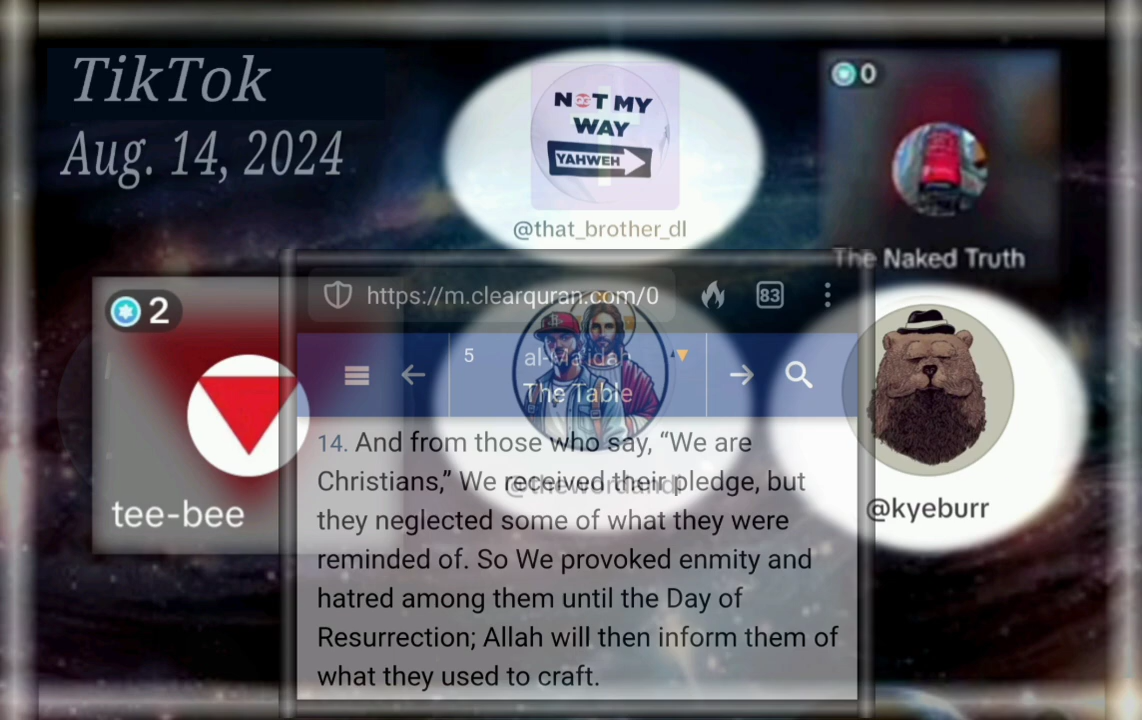 TikTok
Aug. 14, 2024
NOT MY
WAY
YAHWEH
@that_brother_dl
0
The Naked Truth
2
tee-bee
https://m.clearquran.com/0
83
5
al-Ma'idah
The Table
@kyeburr
14. And from those who say, “We are
Christians,” We received their pledge, but
they neglected some of what they were
reminded of. So We provoked enmity and
hatred among them until the Day of
Resurrection; Allah will then inform them of
what they used to craft.